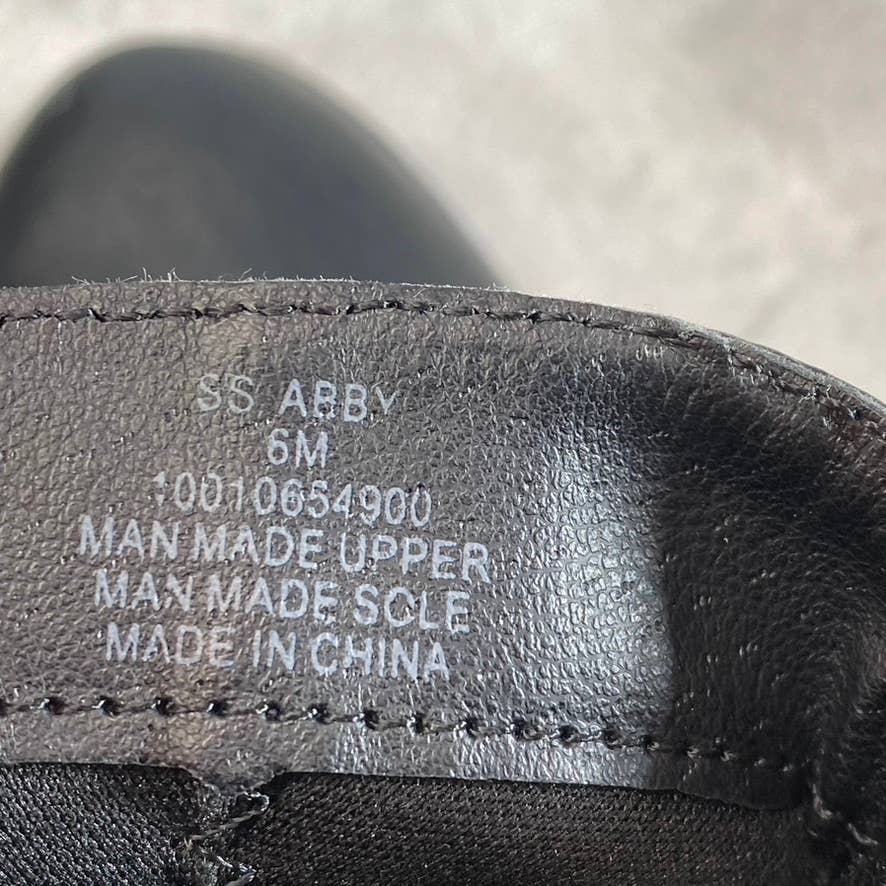 SS ABBY
6M
10010654900
MAN MADE UPPER
MAN MADE SOLE
MADE IN CHINA